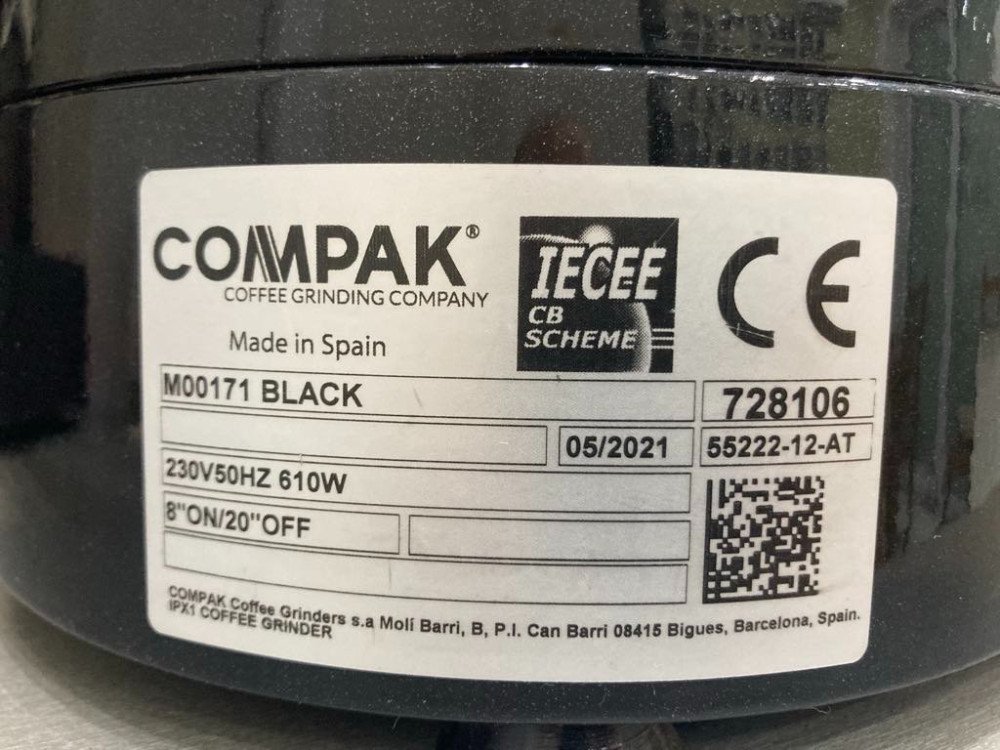 COMPAK®
COFFEE GRINDING COMPANY
Made in Spain
IECEE
CB
SCHEME
CE
M00171 BLACK
728106
05/2021
55222-12-AT
230V50HZ 610W
8"ON/20"OFF
COMPAK Coffee Grinders s.a Molí Barri, B, P.I. Can Barri 08415 Bigues, Barcelona, Spain.
IPX1 COFFEE GRINDER